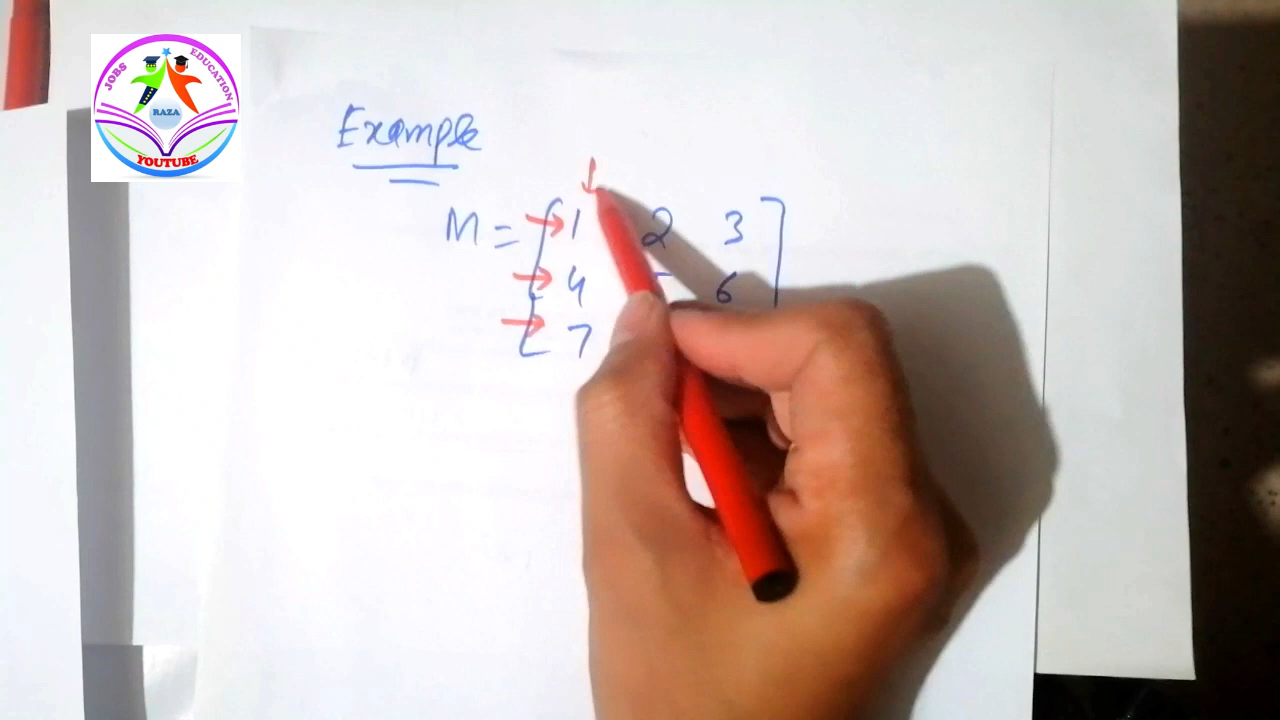 JOBS EDUCATION
RAZA
YOUTUBE
Example
M = [ 1 2 3 ]
4 6
7